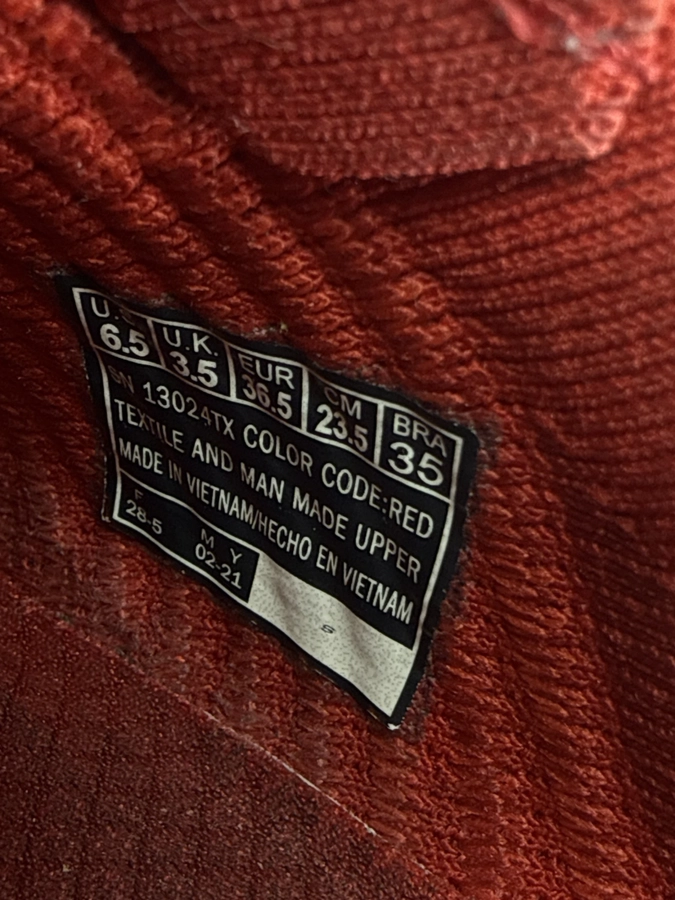 U.S. U.K. EUR CM BRA
6.5 3.5 36.5 23.5 35
SN 13024TX COLOR CODE:RED
TEXTILE AND MAN MADE UPPER
MADE IN VIETNAM/HECHO EN VIETNAM
F M Y
28-5 02-21
S